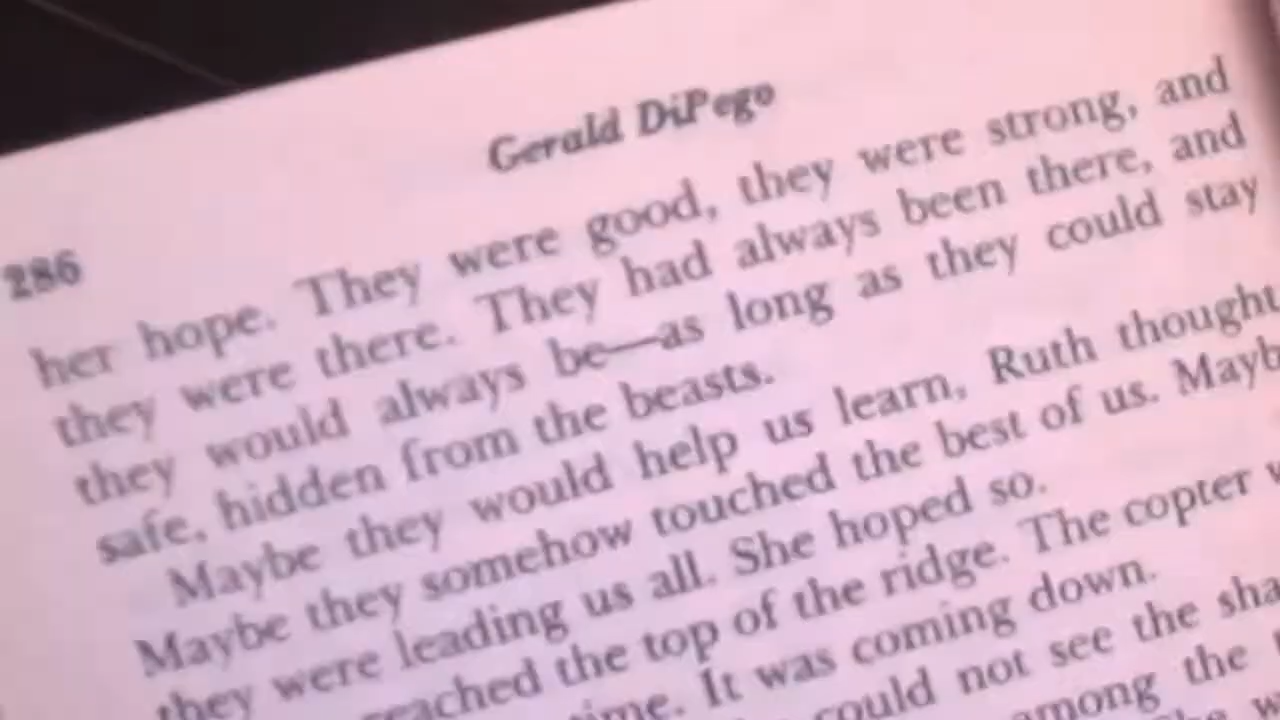 286
Gerald DiPego
her hope. They were good, they were strong, and
they were there. They had always been there, and
they would always be—as long as they could stay
safe, hidden from the beasts.
Maybe they would help us learn, Ruth thought
Maybe they somehow touched the best of us. Mayb
they were leading us all. She hoped so.
reached the top of the ridge. The copter w
time. It was coming down.
could not see the sha
among the